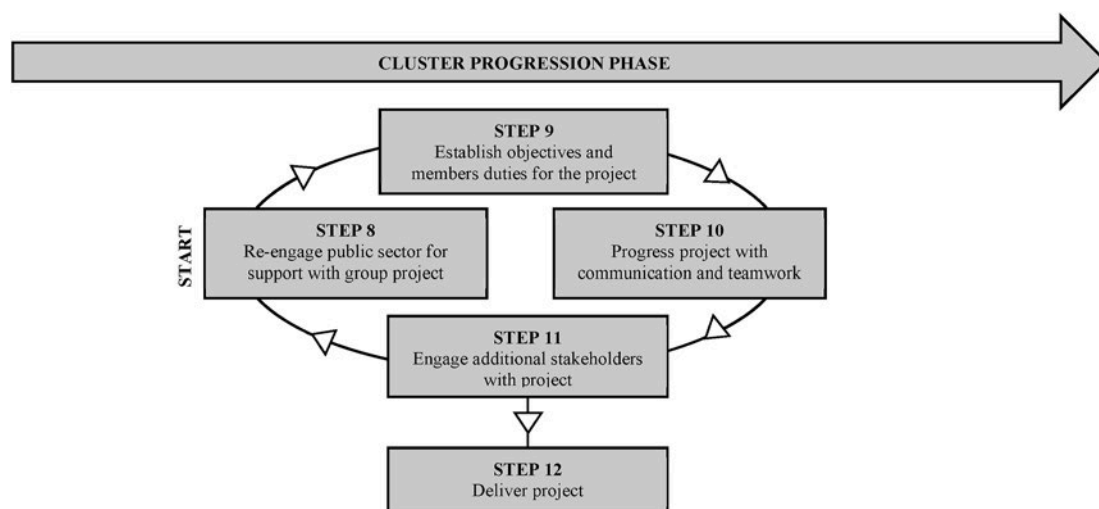 CLUSTER PROGRESSION PHASE
STEP 9
Establish objectives and
members duties for the project
START
STEP 8
Re-engage public sector for
support with group project
STEP 10
Progress project with
communication and teamwork
STEP 11
Engage additional stakeholders
with project
STEP 12
Deliver project